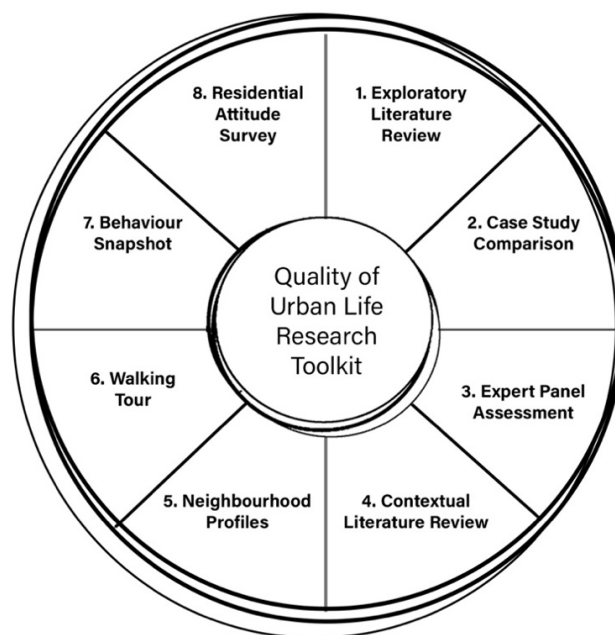 1. Exploratory
Literature
Review
2. Case Study
Comparison
3. Expert Panel
Assessment
4. Contextual
Literature Review
5. Neighbourhood
Profiles
6. Walking
Tour
7. Behaviour
Snapshot
8. Residential
Attitude
Survey
Quality of
Urban Life
Research
Toolkit